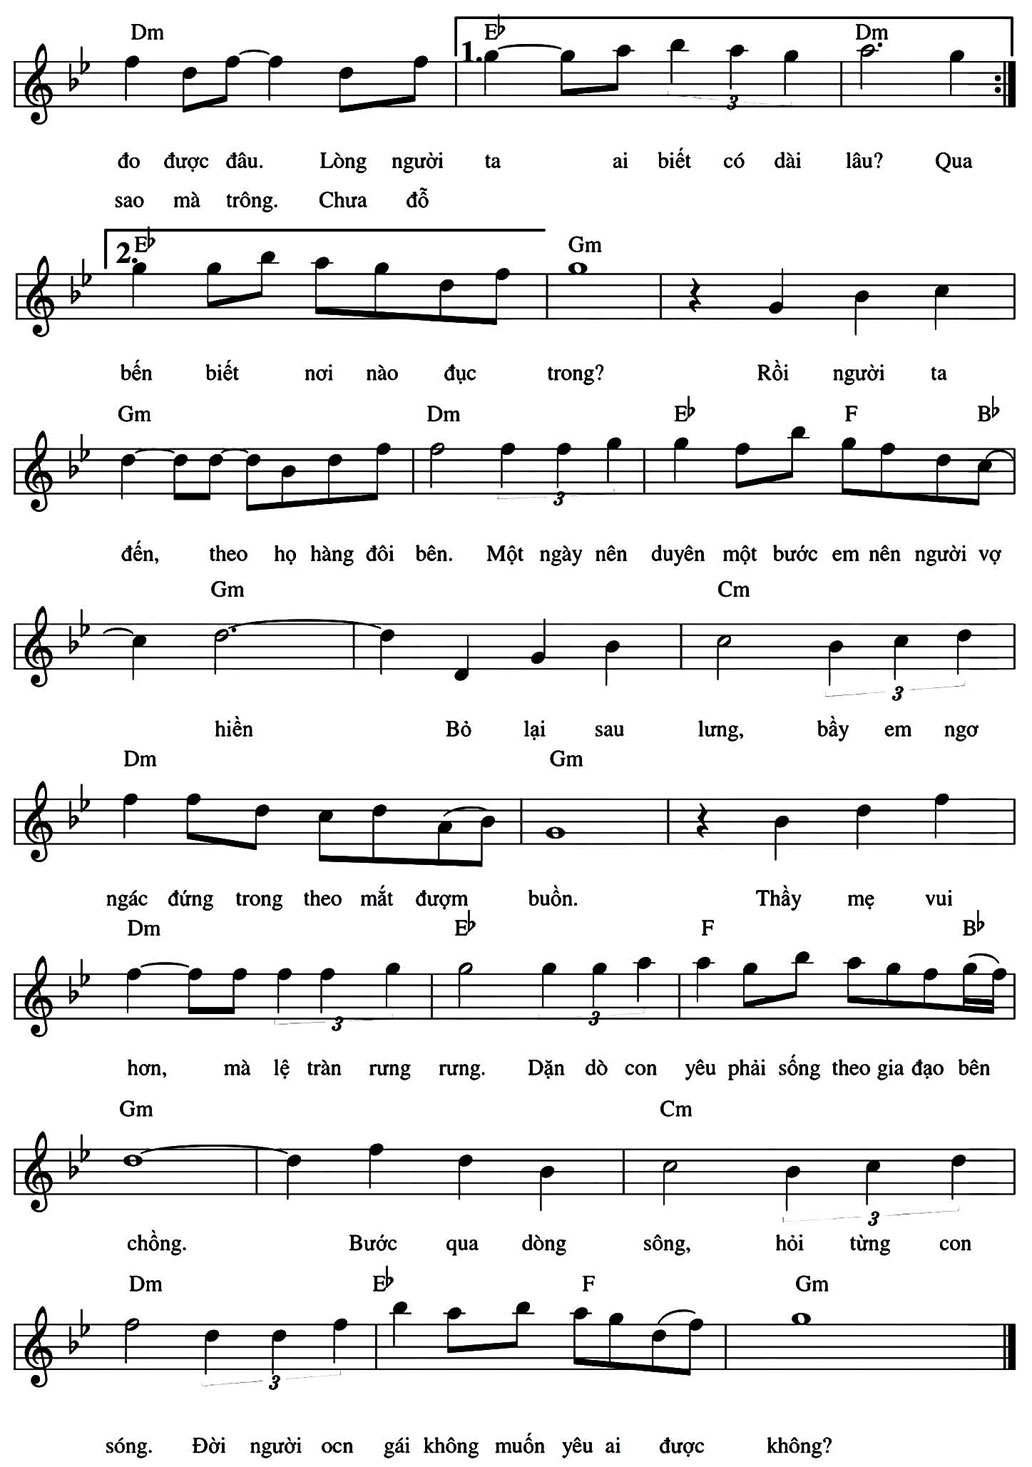 Dm E♭ Dm
1.
3
đo được đâu. Lòng người ta ai biết có dài lâu? Qua
sao mà trông. Chưa đỗ
2. E♭ Gm
bến biết nơi nào đục trong? Rồi người ta
Gm Dm E♭ F B♭
3
đến, theo họ hàng đôi bên. Một ngày nên duyên một bước em nên người vợ
Gm Cm
3
hiền Bỏ lại sau lưng, bầy em ngơ
Dm Gm
ngác đứng trong theo mắt đượm buồn. Thầy mẹ vui
Dm E♭ F B♭
3 3
hơn, mà lệ tràn rưng rưng. Dặn dò con yêu phải sống theo gia đạo bên
Gm Cm
3
chồng. Bước qua dòng sông, hỏi từng con
Dm E♭ F Gm
3
sóng. Đời người ocn gái không muốn yêu ai được không?